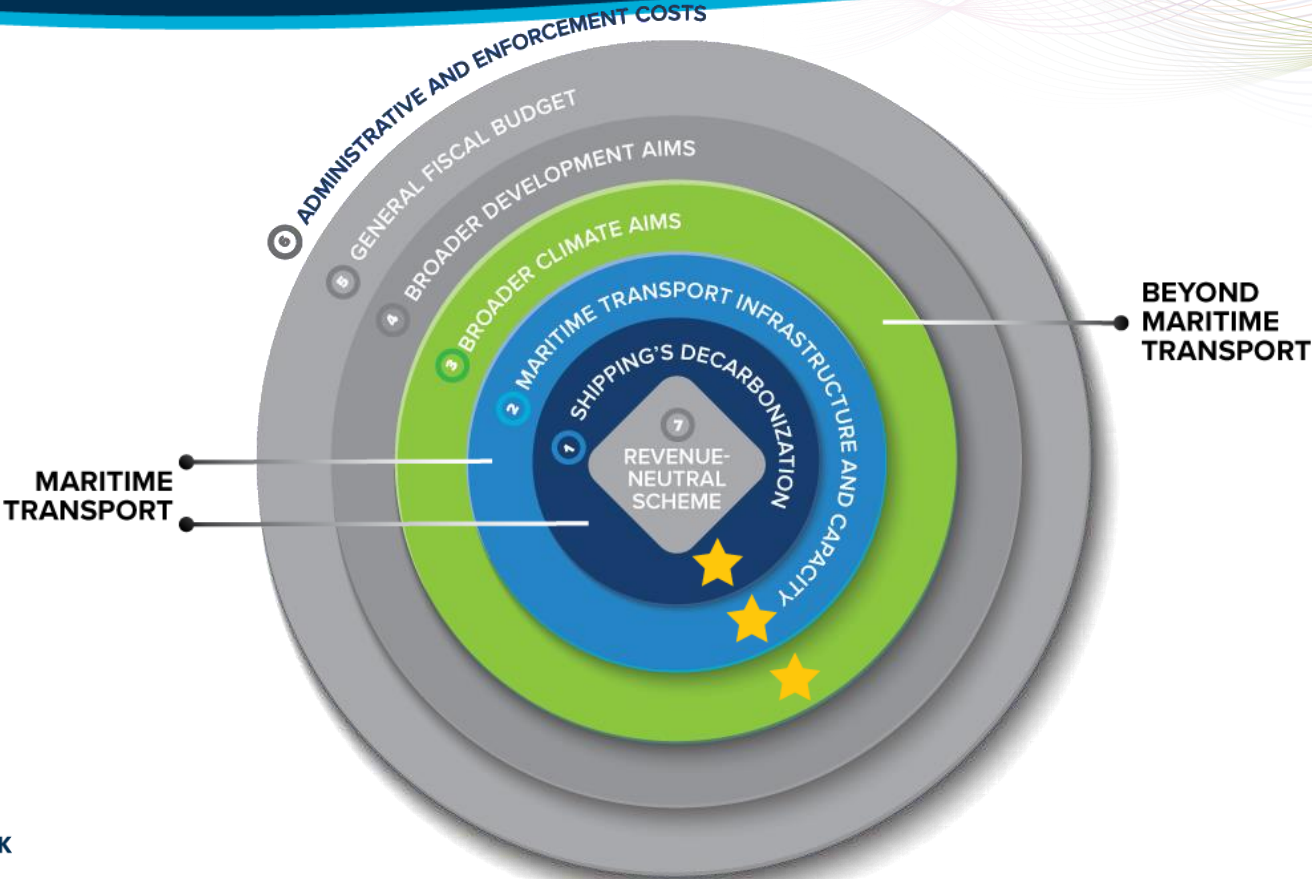 6 ADMINISTRATIVE AND ENFORCEMENT COSTS
5 GENERAL FISCAL BUDGET
4 BROADER DEVELOPMENT AIMS
3 BROADER CLIMATE AIMS
2 MARITIME TRANSPORT INFRASTRUCTURE AND CAPACITY
1 SHIPPING'S DECARBONIZATION
7
REVENUE-
NEUTRAL
SCHEME
BEYOND
MARITIME
TRANSPORT
MARITIME
TRANSPORT
K